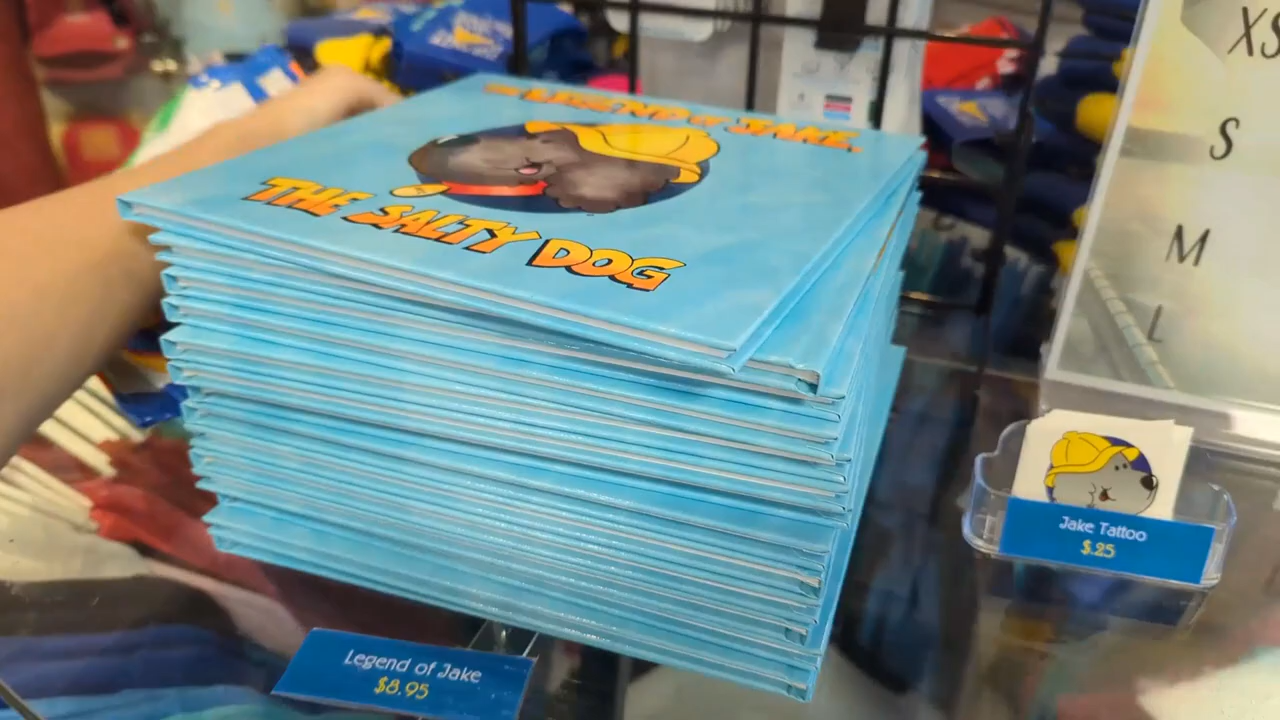 THE LEGEND OF JAKE,
THE SALTY DOG
XS
S
M
L
Jake Tattoo
$.25
Legend of Jake
$8.95